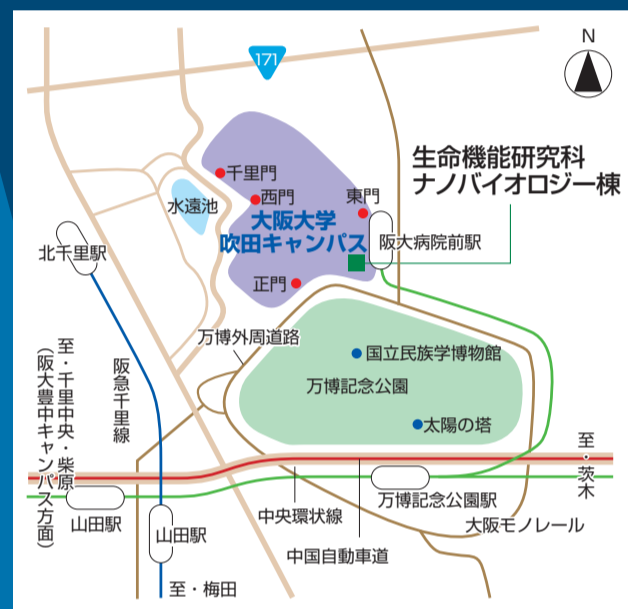 171
N
生命機能研究科
ナノバイオロジー棟
千里門
西門
東門
水遠池
大阪大学
吹田キャンパス
阪大病院前駅
北千里駅
正門
万博外周道路
国立民族学博物館
万博記念公園
太陽の塔
阪急千里線
至・千里中央・柴原
(阪大豊中キャンパス方面)
至・茨木
山田駅
山田駅
中央環状線
万博記念公園駅
大阪モノレール
中国自動車道
至・梅田